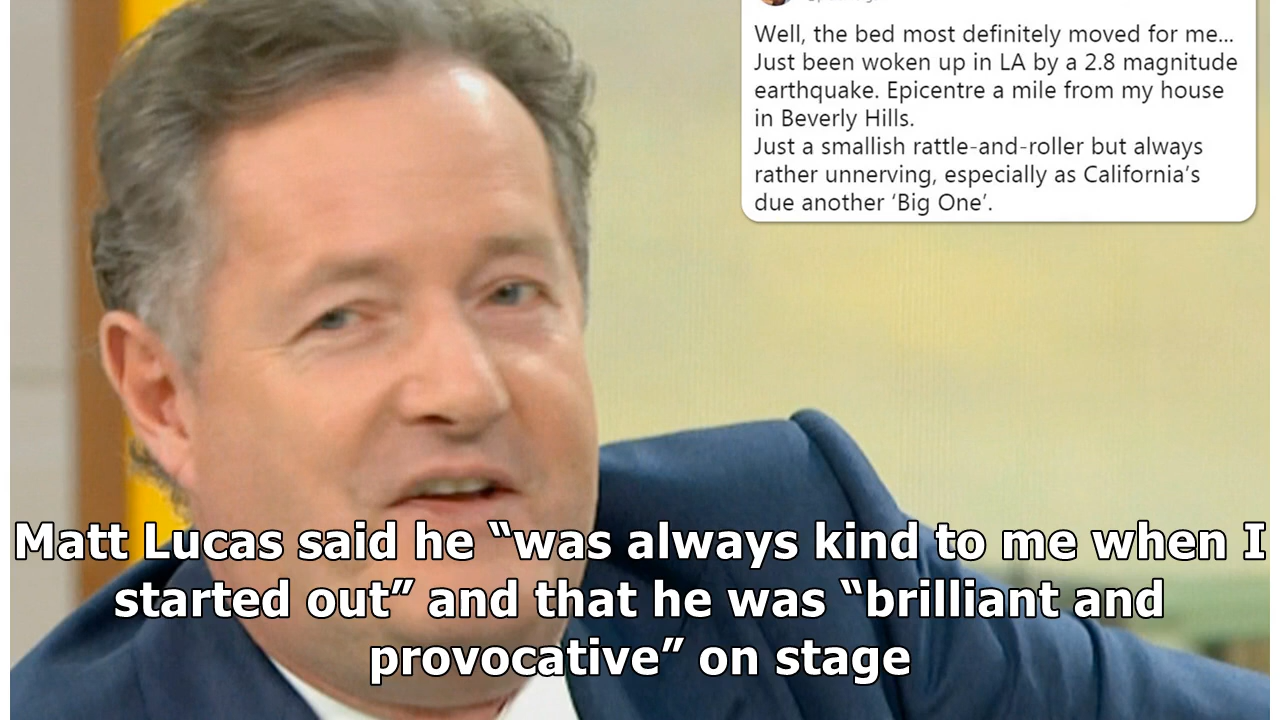 Well, the bed most definitely moved for me...
Just been woken up in LA by a 2.8 magnitude
earthquake. Epicentre a mile from my house
in Beverly Hills.
Just a smallish rattle-and-roller but always
rather unnerving, especially as California’s
due another ‘Big One’.
Matt Lucas said he “was always kind to me when I
started out” and that he was “brilliant and
provocative” on stage